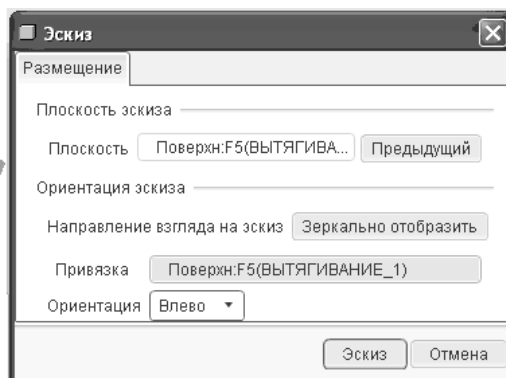 Эскиз
Размещение
Плоскость эскиза
Плоскость Поверхн:F5(ВЫТЯГИВА... Предыдущий
Ориентация эскиза
Направление взгляда на эскиз Зеркально отобразить
Привязка Поверхн:F5(ВЫТЯГИВАНИЕ_1)
Ориентация Влево
Эскиз Отмена